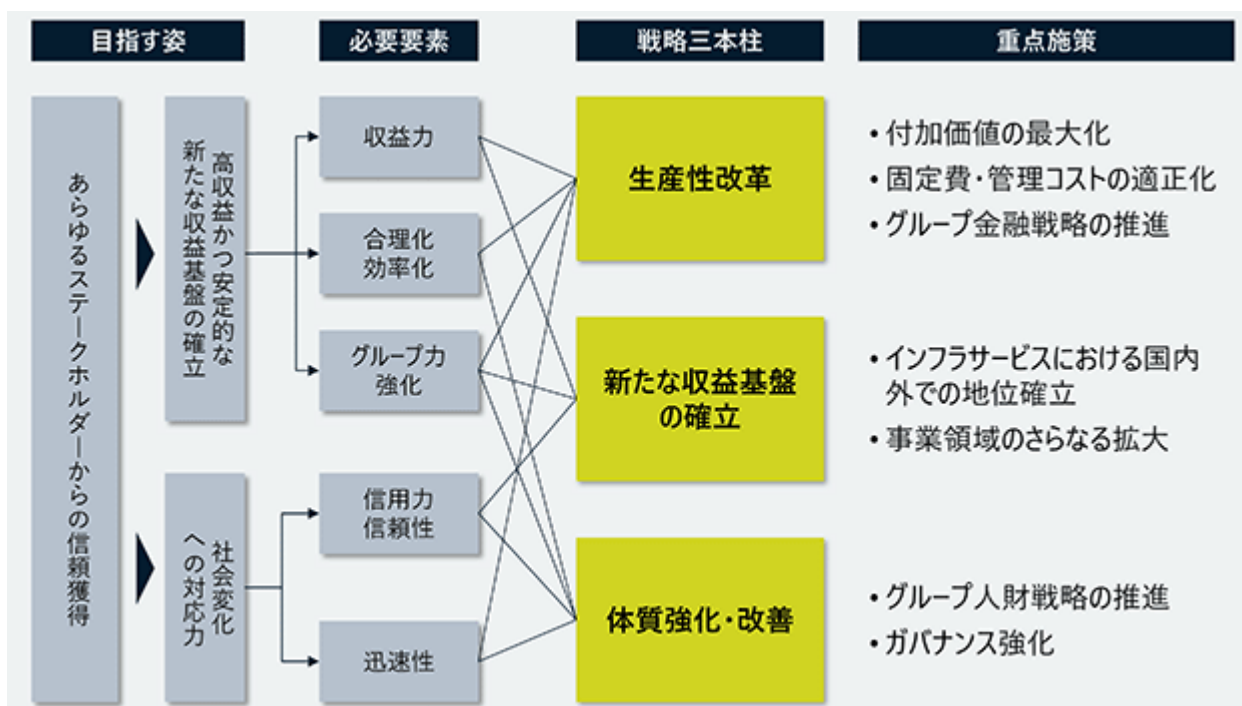 目指す姿
必要要素
戦略三本柱
重点施策
あらゆるステークホルダーからの信頼獲得
高収益かつ安定的な
新たな収益基盤の確立
社会変化
への対応力
収益力
合理化
効率化
グループ力
強化
信用力
信頼性
迅速性
生産性改革
新たな収益基盤
の確立
体質強化・改善
・付加価値の最大化
・固定費・管理コストの適正化
・グループ金融戦略の推進
・インフラサービスにおける国内
外での地位確立
・事業領域のさらなる拡大
・グループ人財戦略の推進
・ガバナンス強化